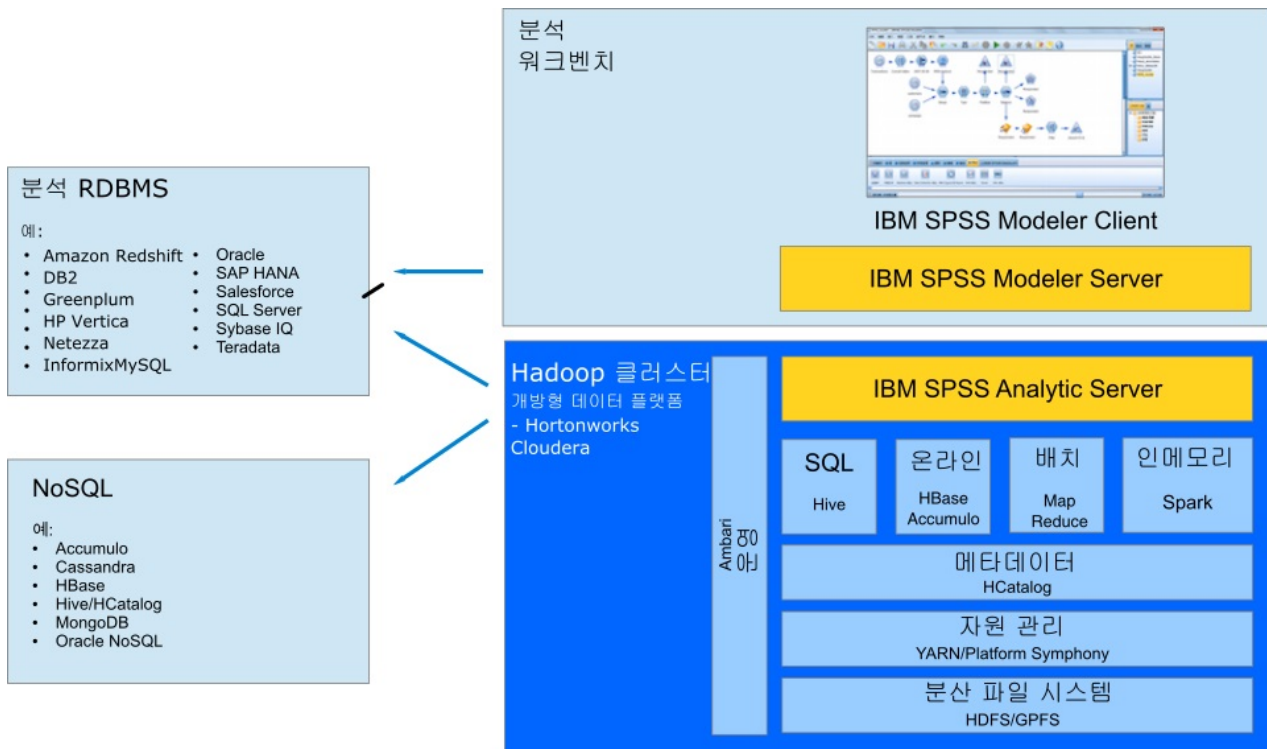 분석
워크벤치
IBM SPSS Modeler Client
IBM SPSS Modeler Server
분석 RDBMS
예:
• Amazon Redshift
• DB2
• Greenplum
• HP Vertica
• Netezza
• InformixMySQL
• Oracle
• SAP HANA
• Salesforce
• SQL Server
• Sybase IQ
• Teradata
NoSQL
예:
• Accumulo
• Cassandra
• HBase
• Hive/HCatalog
• MongoDB
• Oracle NoSQL
Hadoop 클러스터
개방형 데이터 플랫폼
- Hortonworks
Cloudera
Ambari
운영
IBM SPSS Analytic Server
SQL
Hive
온라인
HBase
Accumulo
배치
Map
Reduce
인메모리
Spark
메타데이터
HCatalog
자원 관리
YARN/Platform Symphony
분산 파일 시스템
HDFS/GPFS